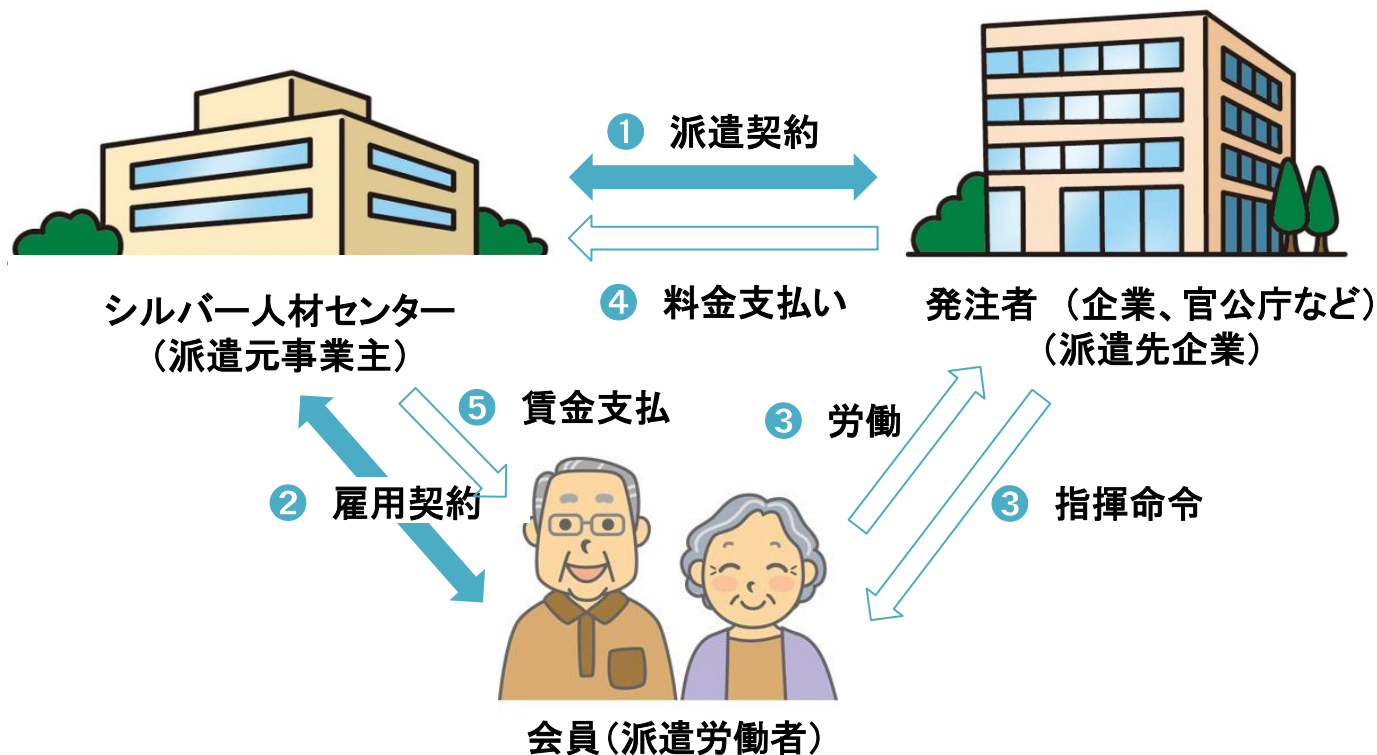 ❶ 派遣契約
❹ 料金支払い
シルバー人材センター
（派遣元事業主）
発注者 （企業、官公庁など）
（派遣先企業）
❺ 賃金支払
❸ 労働
❷ 雇用契約
❸ 指揮命令
会員（派遣労働者）